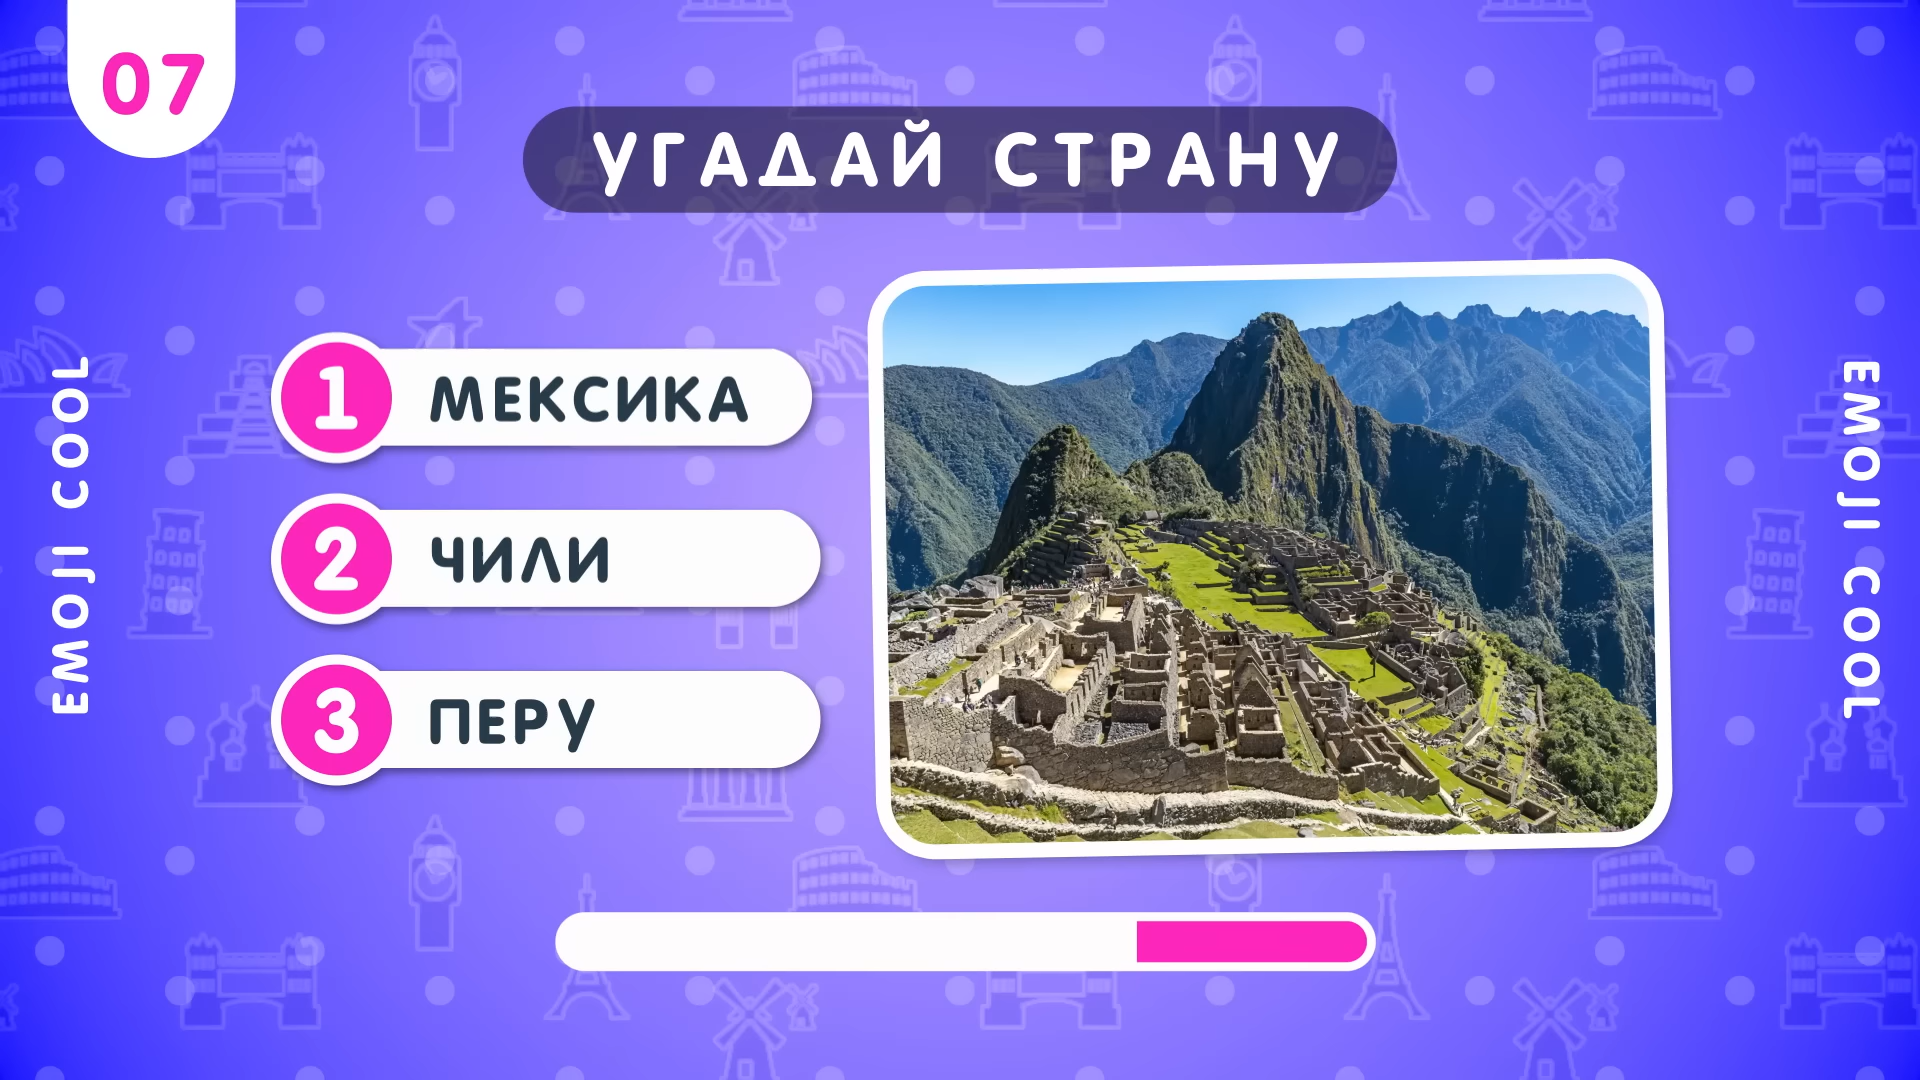 07
УГАДАЙ СТРАНУ
1 МЕКСИКА
2 ЧИЛИ
3 ПЕРУ
EMOJI COOL
EMOJI COOL